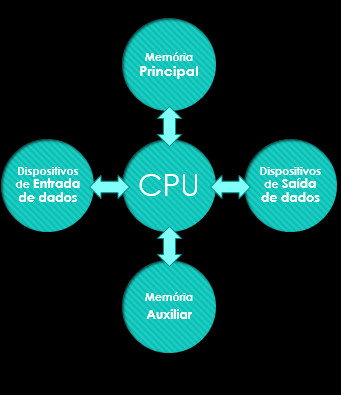 Memória
Principal
Dispositivos
de Entrada
de dados
CPU
Dispositivos
de Saída
de dados
Memória
Auxiliar